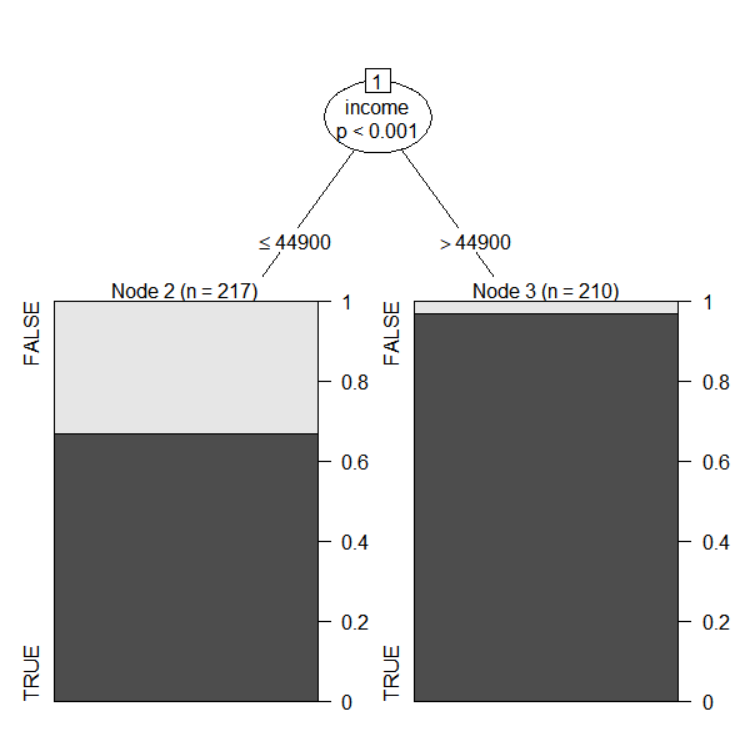 1
income
p < 0.001
≤ 44900
> 44900
Node 2 (n = 217)
FALSE
TRUE
1
0.8
0.6
0.4
0.2
0
Node 3 (n = 210)
FALSE
TRUE
1
0.8
0.6
0.4
0.2
0